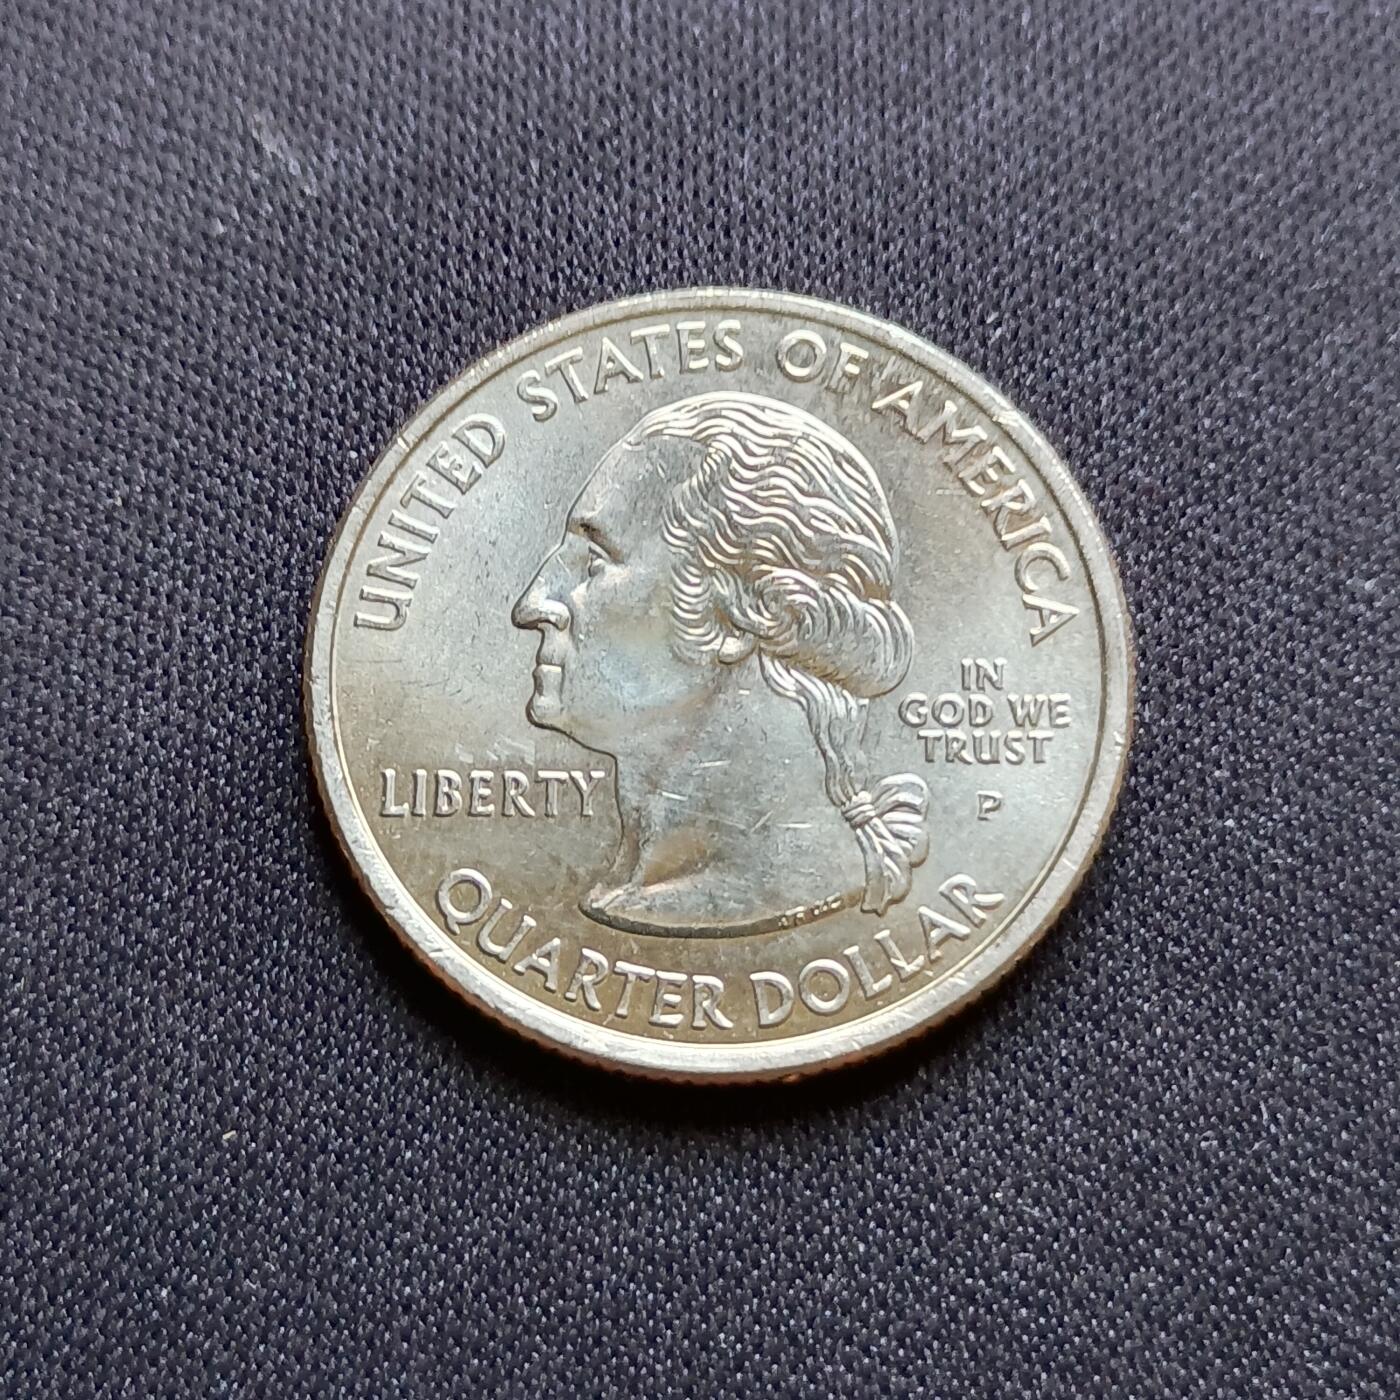 UNITED STATES OF AMERICA
LIBERTY
IN
GOD WE
TRUST
P
QUARTER DOLLAR